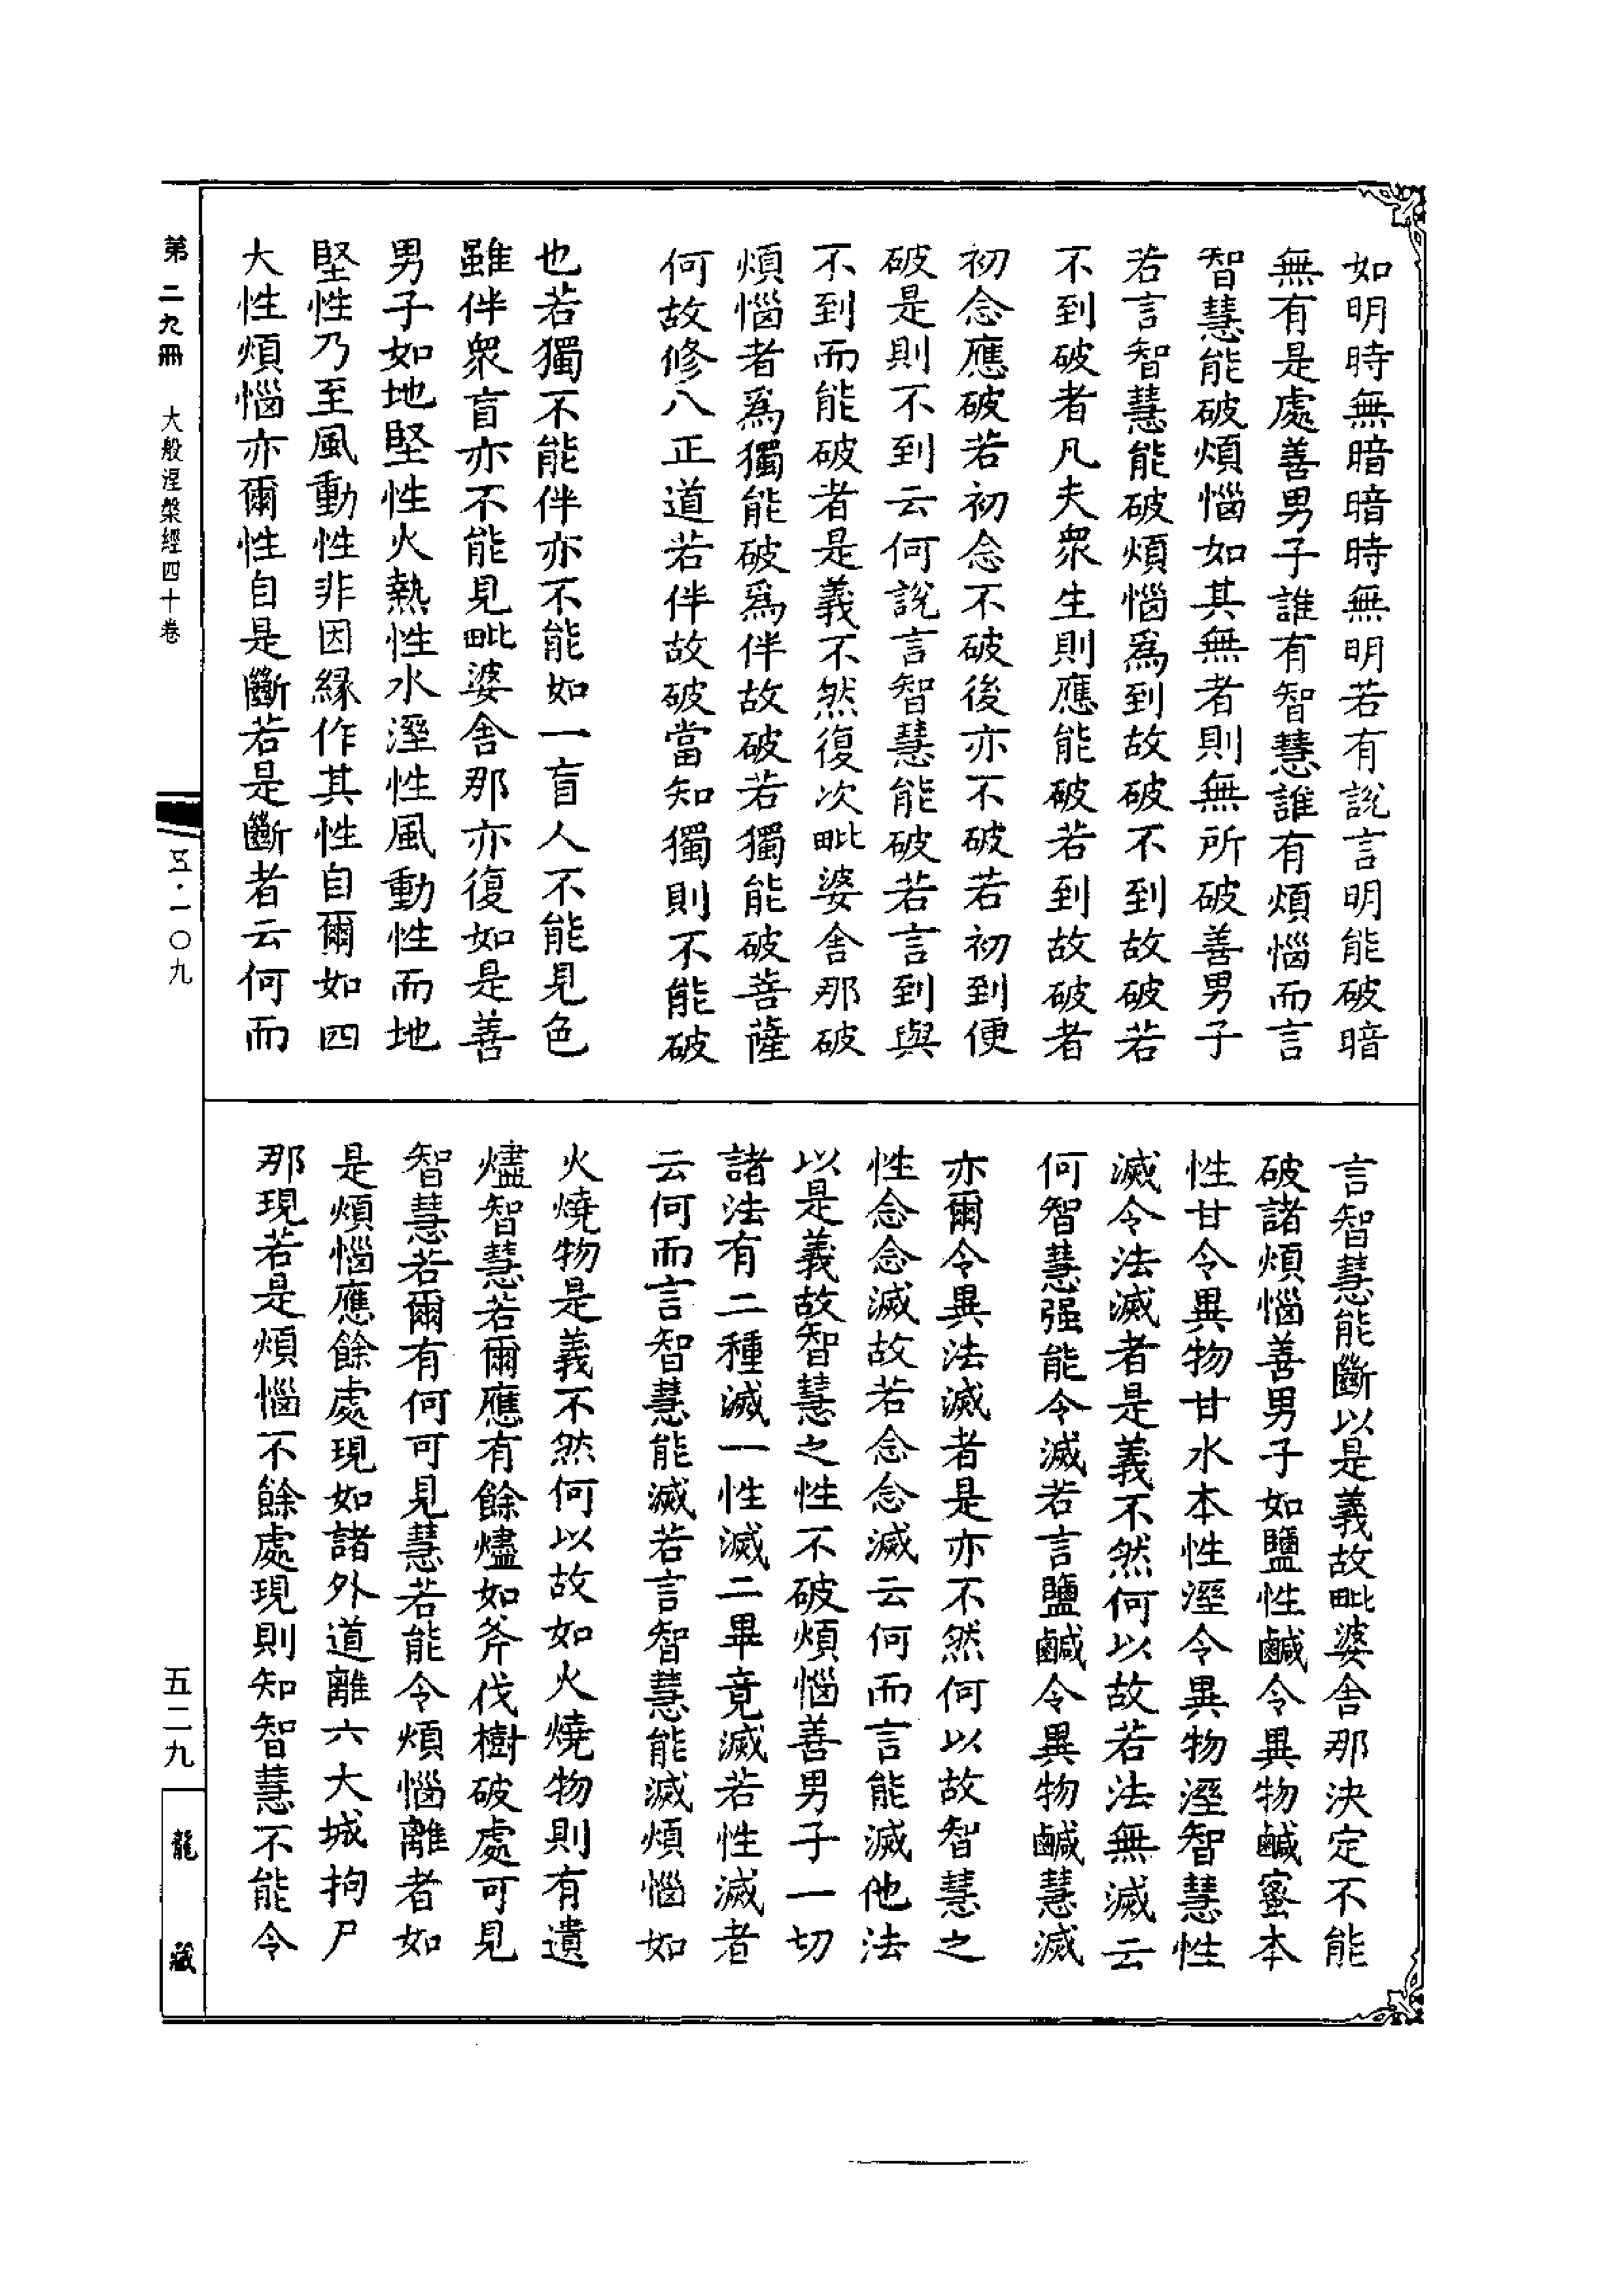 如明時無暗暗時無明若有說言明能破暗
無有是處善男子誰有智慧誰有煩惱而言
智慧能破煩惱如其無者則無所破善男子
若言智慧能破煩惱爲到故破不到故破若
不到破者凡夫衆生則應能破若到故破者
初念應破若初念不破後亦不破若初到便
破是則不到云何說言智慧能破若言到與
不到而能破者是義不然復次毗婆舍那破
煩惱者爲獨能破爲伴故破若獨能破菩薩
何故修八正道若伴故破當知獨則不能破
也若獨不能伴亦不能如一盲人不能見色
雖伴衆盲亦不能見毗婆舍那亦復如是善
男子如地堅性火熱性水溼性風動性而地
堅性乃至風動性非因縁作其性自爾如四
大性煩惱亦爾性自是斷若是斷者云何而
言智慧能斷以是義故毗婆舍那決定不能
破諸煩惱善男子如鹽性鹹令異物鹹蜜本
性甘令異物甘水本性溼令異物溼智慧性
滅令法滅者是義不然何以故若法無滅云
何智慧强能令滅若言鹽鹹令異物鹹慧滅
亦爾令異法滅者是亦不然何以故智慧之
性念念滅故若念念滅云何而言能滅他法
以是義故智慧之性不破煩惱善男子一切
諸法有二種滅一性滅二畢竟滅若性滅者
云何而言智慧能滅若言智慧能滅煩惱如
火燒物是義不然何以故如火燒物則有遺
燼智慧若爾應有餘燼如斧伐樹破處可見
智慧若爾有何可見慧若能令煩惱離者如
是煩惱應餘處現如諸外道離六大城拘尸
那現若是煩惱不餘處現則知智慧不能令
第二九冊 大般涅槃經四十卷
五·一〇九
五二九
龍藏